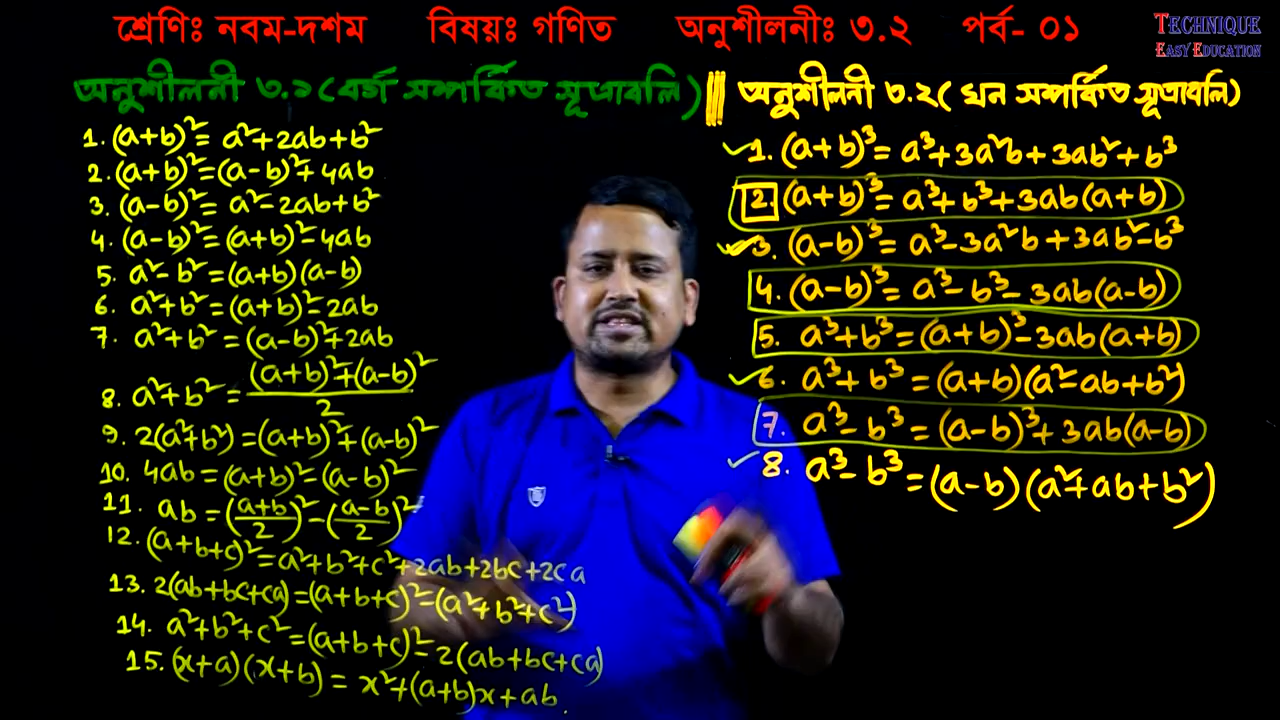 শ্রেণিঃ নবম-দশম বিষয়ঃ গণিত অনুশীলনীঃ ৩.২ পর্ব- ০১
TECHNIQUE
EASY EDUCATION
অনুশীলনী ৩.১ (বর্গ সম্পর্কিত সূত্রাবলি)
1. (a+b)²= a²+2ab+b²
2. (a+b)²=(a-b)²+4ab
3. (a-b)²= a²-2ab+b²
4. (a-b)²=(a+b)²-4ab
5. a²-b²=(a+b)(a-b)
6. a²+b²=(a+b)²-2ab
7. a²+b²=(a-b)²+2ab
8. a²+b²= ((a+b)²+(a-b)²)/2
9. 2(a²+b²)=(a+b)²+(a-b)²
10. 4ab=(a+b)²-(a-b)²
11. ab=((a+b)/2)²-((a-b)/2)²
12. (a+b+c)²=a²+b²+c²+2ab+2bc+2ca
13. 2(ab+bc+ca)=(a+b+c)²-(a²+b²+c²)
14. a²+b²+c²=(a+b+c)²-2(ab+bc+ca)
15. (x+a)(x+b)= x²+(a+b)x+ab.
অনুশীলনী ৩.২ (ঘন সম্পর্কিত সূত্রাবলি)
1. (a+b)³= a³+3a²b+3ab²+b³
2. (a+b)³= a³+b³+3ab(a+b)
3. (a-b)³= a³-3a²b+3ab²-b³
4. (a-b)³= a³-b³-3ab(a-b)
5. a³+b³=(a+b)³-3ab(a+b)
6. a³+b³=(a+b)(a²-ab+b²)
7. a³-b³=(a-b)³+3ab(a-b)
8. a³-b³=(a-b)(a²+ab+b²)